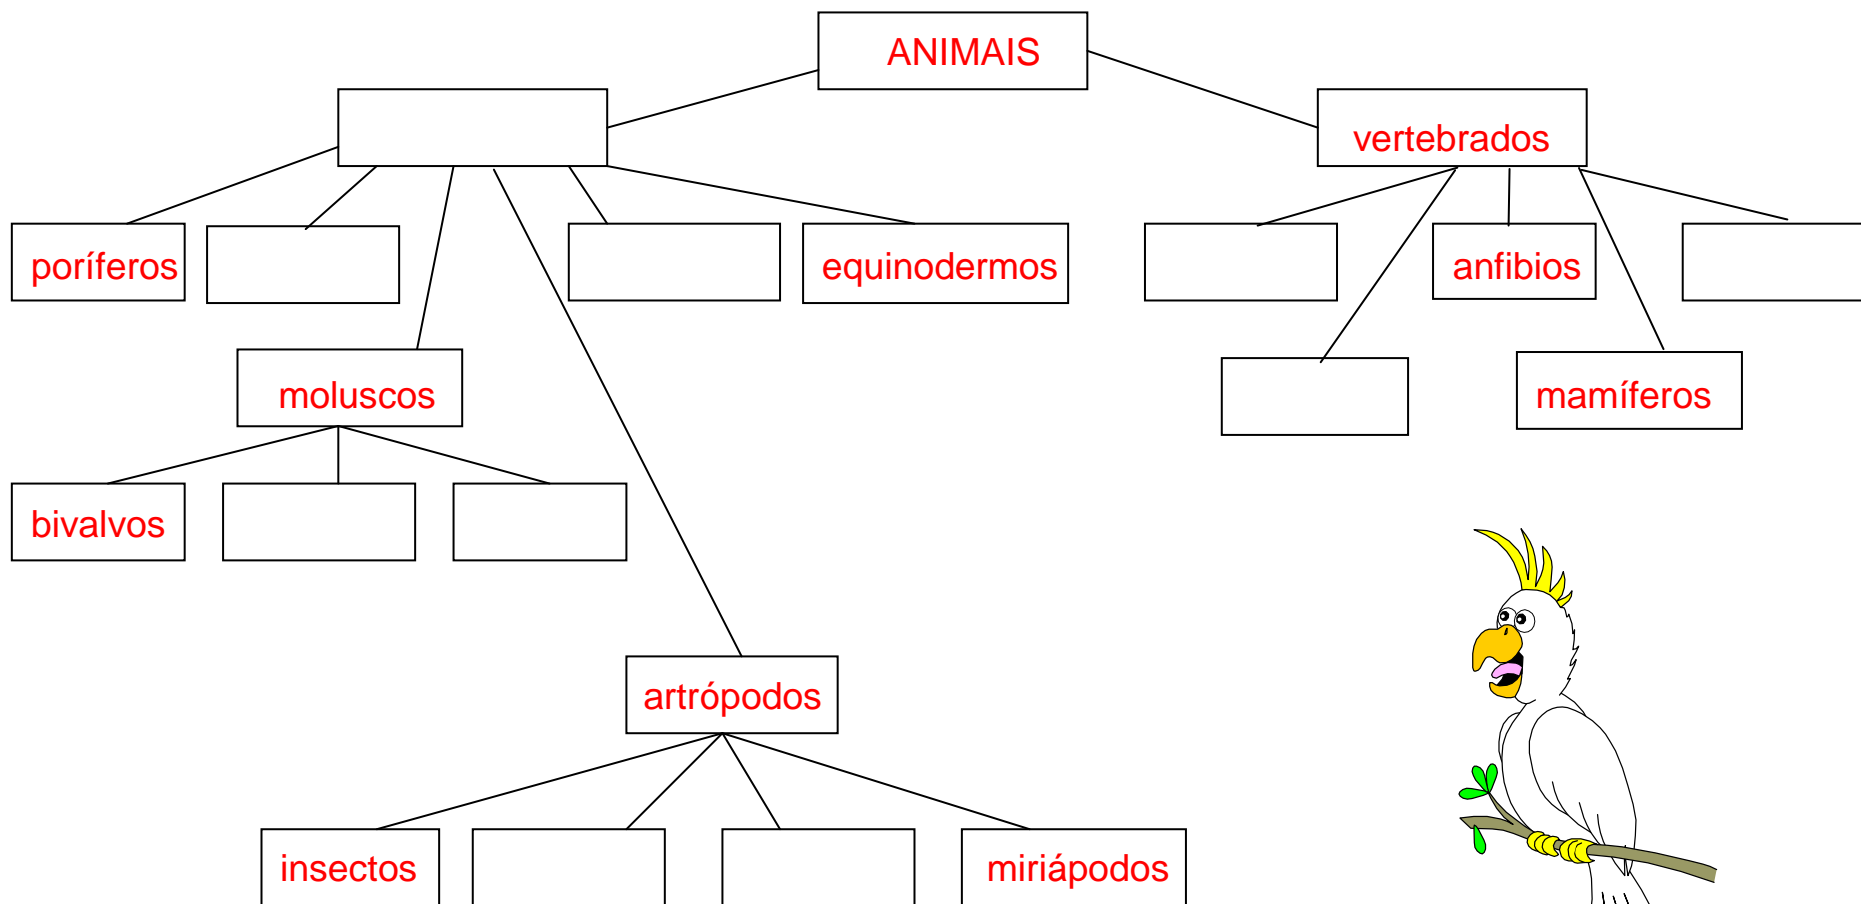 ANIMAIS
vertebrados
poríferos
equinodermos
anfibios
moluscos
mamíferos
bivalvos
artrópodos
insectos
miriápodos